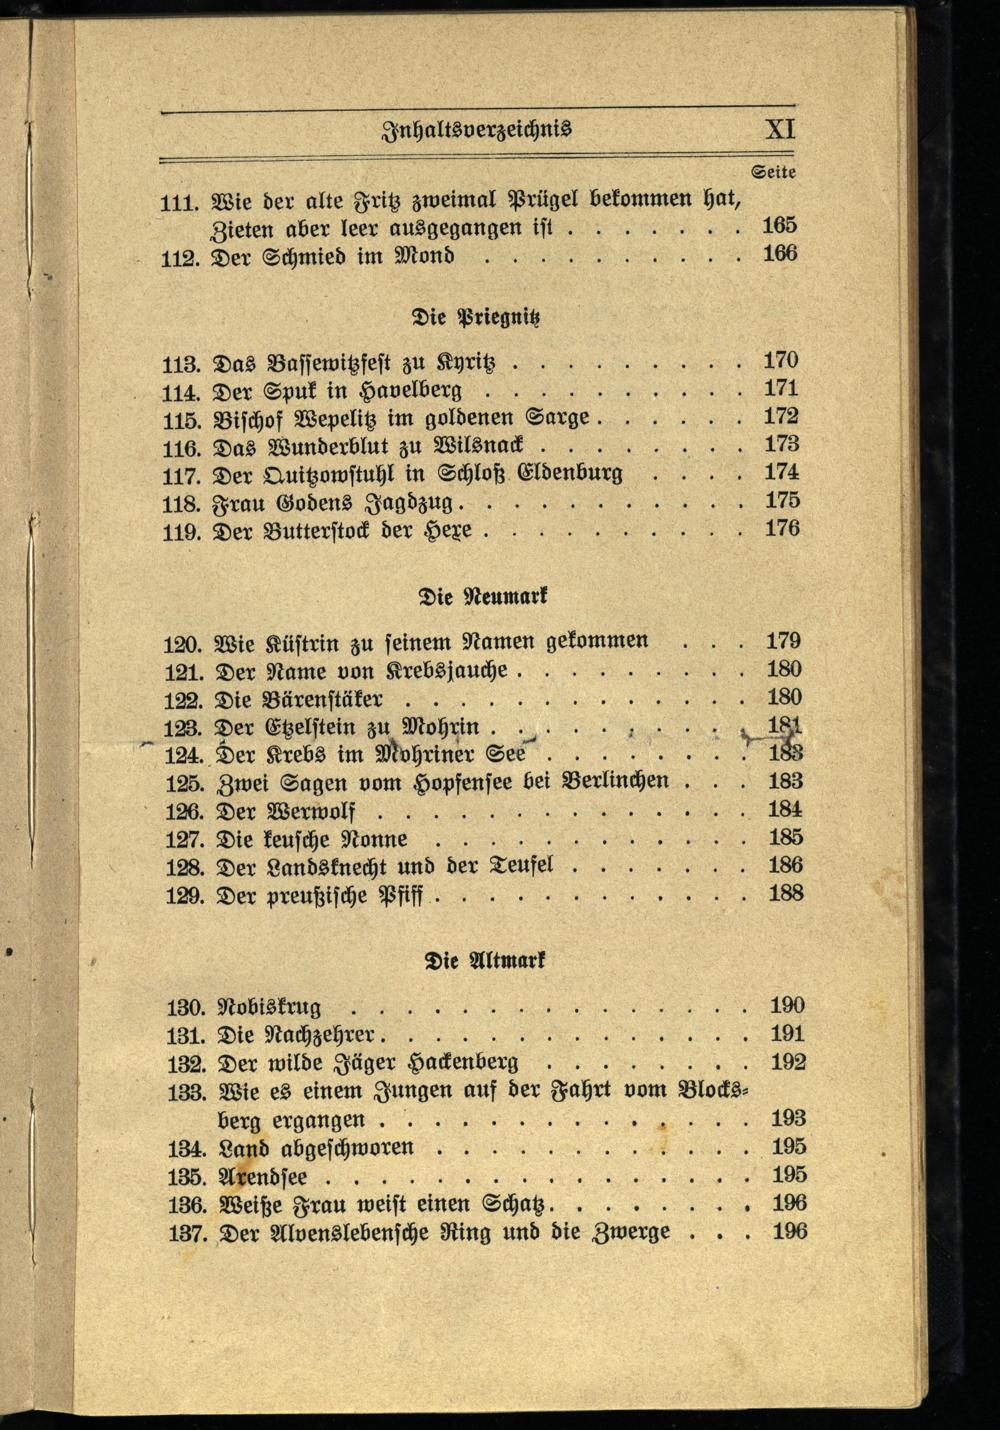 Inhaltsverzeichnis XI
Seite
111. Wie der alte Fritz zweimal Prügel bekommen hat,
Zieten aber leer ausgegangen ist . . . . . . . 165
112. Der Schmied im Mond . . . . . . . . . . 166
Die Priegnitz
113. Das Bassewitzfest zu Kyritz . . . . . . . . . 170
114. Der Spuk in Havelberg . . . . . . . . . . 171
115. Bischof Wepelitz im goldenen Sarge . . . . . . 172
116. Das Wunderblut zu Wilsnack . . . . . . . . 173
117. Der Quitzowstuhl in Schloß Eldenburg . . . . 174
118. Frau Godens Jagdzug . . . . . . . . . . . 175
119. Der Butterstock der Hexe . . . . . . . . . . 176
Die Neumark
120. Wie Küstrin zu seinem Namen gekommen . . . 179
121. Der Name von Krebsjauche . . . . . . . . . 180
122. Die Bärenstäker . . . . . . . . . . . . . 180
123. Der Etzelstein zu Mohrin . . . . . . . . . . 181
124. Der Krebs im Mohriner See . . . . . . . . 183
125. Zwei Sagen vom Hopfensee bei Berlinchen . . . 183
126. Der Werwolf . . . . . . . . . . . . . . 184
127. Die keusche Nonne . . . . . . . . . . . . 185
128. Der Landsknecht und der Teufel . . . . . . . 186
129. Der preußische Pfiff . . . . . . . . . . . . 188
Die Altmark
130. Nobiskrug . . . . . . . . . . . . . . . 190
131. Die Nachzehrer . . . . . . . . . . . . . . 191
132. Der wilde Jäger Hackenberg . . . . . . . . 192
133. Wie es einem Jungen auf der Fahrt vom Blocks-
berg ergangen . . . . . . . . . . . . . . 193
134. Land abgeschworen . . . . . . . . . . . . 195
135. Arendsee . . . . . . . . . . . . . . . . 195
136. Weiße Frau weist einen Schatz . . . . . . . . 196
137. Der Alvenslebensche Ring und die Zwerge . . . 196